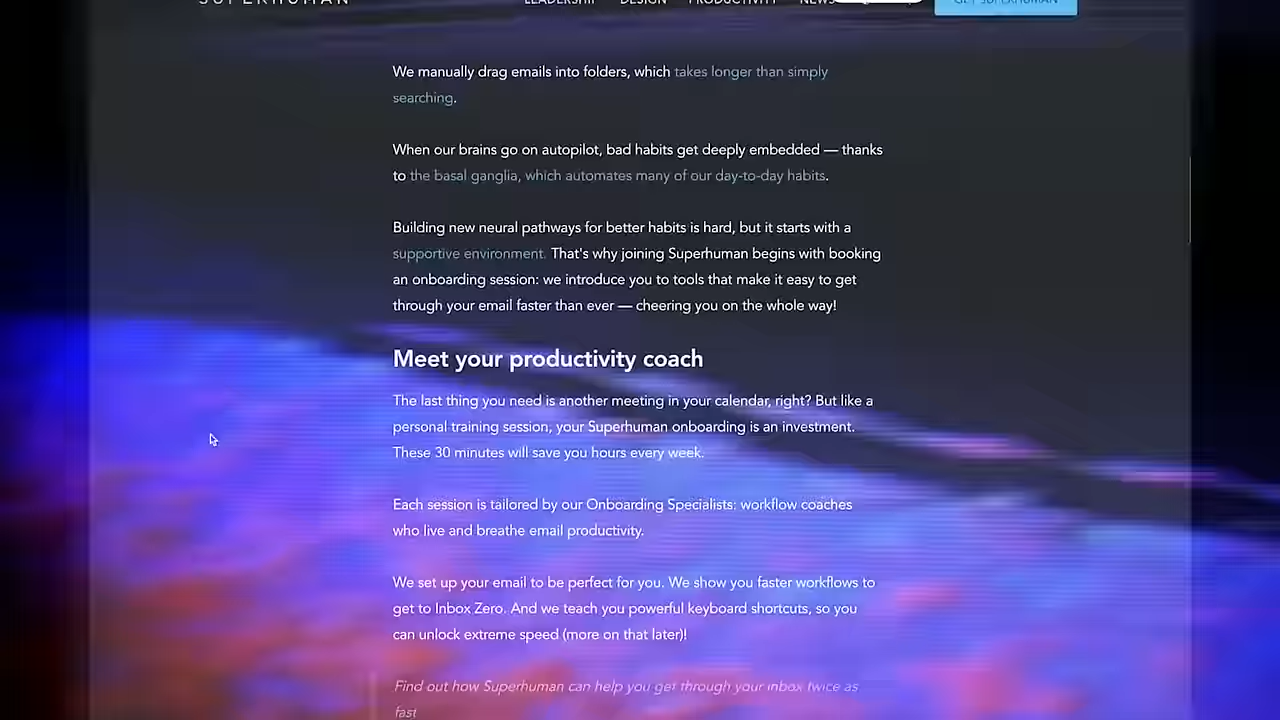 SUPERHUMAN LEADERSHIP DESIGN PRODUCTIVITY NEWS GET SUPERHUMAN
We manually drag emails into folders, which takes longer than simply
searching.
When our brains go on autopilot, bad habits get deeply embedded — thanks
to the basal ganglia, which automates many of our day-to-day habits.
Building new neural pathways for better habits is hard, but it starts with a
supportive environment. That's why joining Superhuman begins with booking
an onboarding session: we introduce you to tools that make it easy to get
through your email faster than ever — cheering you on the whole way!
Meet your productivity coach
The last thing you need is another meeting in your calendar, right? But like a
personal training session, your Superhuman onboarding is an investment.
These 30 minutes will save you hours every week.
Each session is tailored by our Onboarding Specialists: workflow coaches
who live and breathe email productivity.
We set up your email to be perfect for you. We show you faster workflows to
get to Inbox Zero. And we teach you powerful keyboard shortcuts, so you
can unlock extreme speed (more on that later)!
Find out how Superhuman can help you get through your inbox twice as
fast